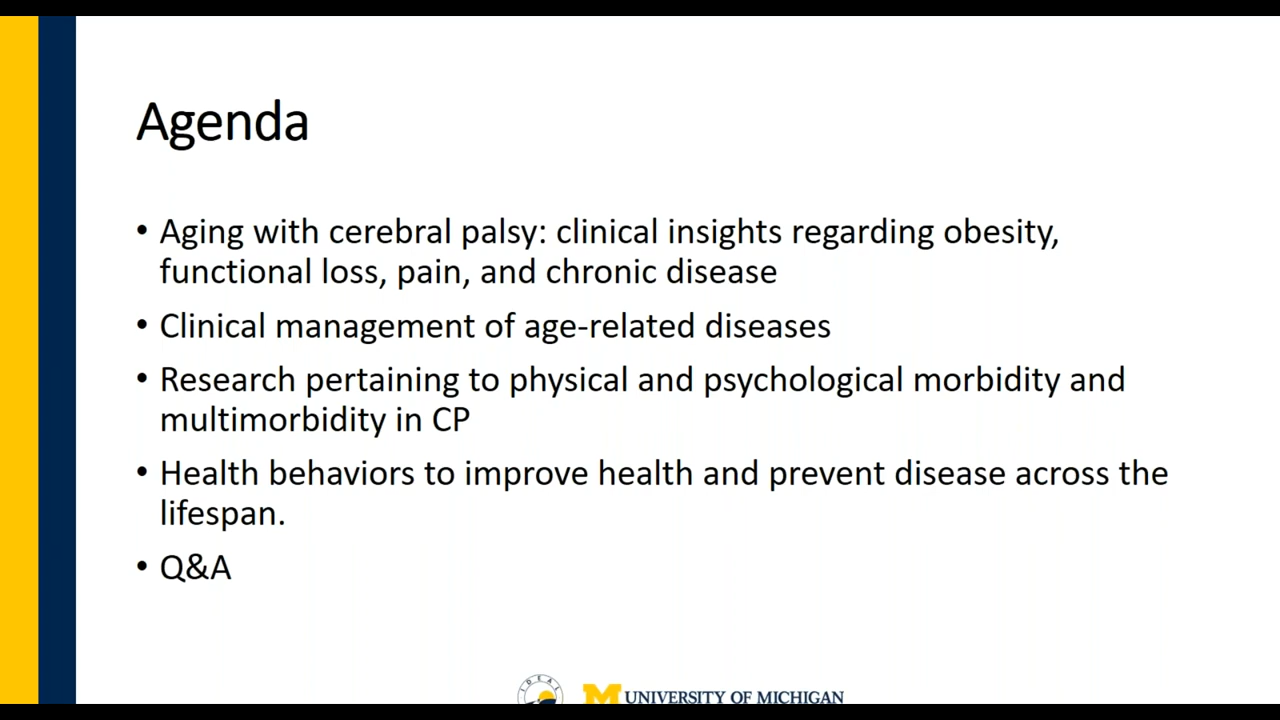 Agenda
• Aging with cerebral palsy: clinical insights regarding obesity,
functional loss, pain, and chronic disease
• Clinical management of age-related diseases
• Research pertaining to physical and psychological morbidity and
multimorbidity in CP
• Health behaviors to improve health and prevent disease across the
lifespan.
• Q&A
IDEAL
M UNIVERSITY OF MICHIGAN